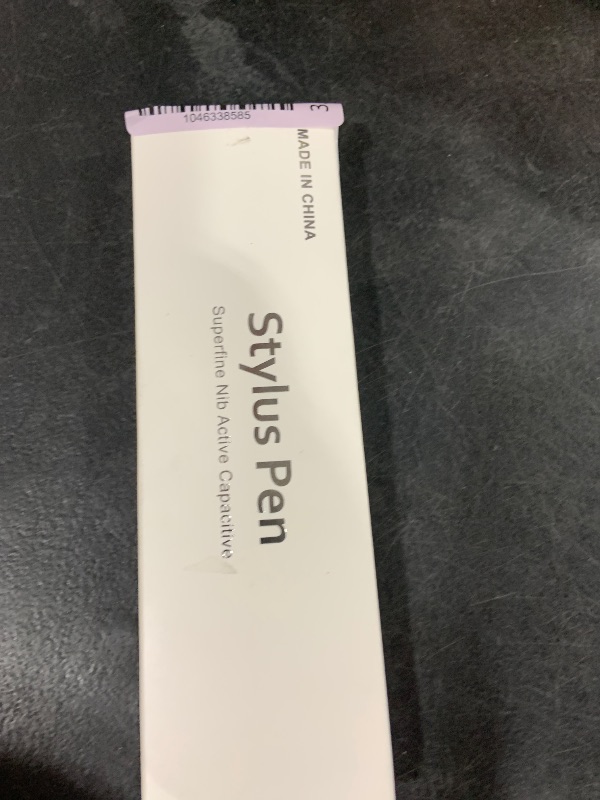 1046338585
MADE IN CHINA
Stylus Pen
Superfine Nib Active Capacitive